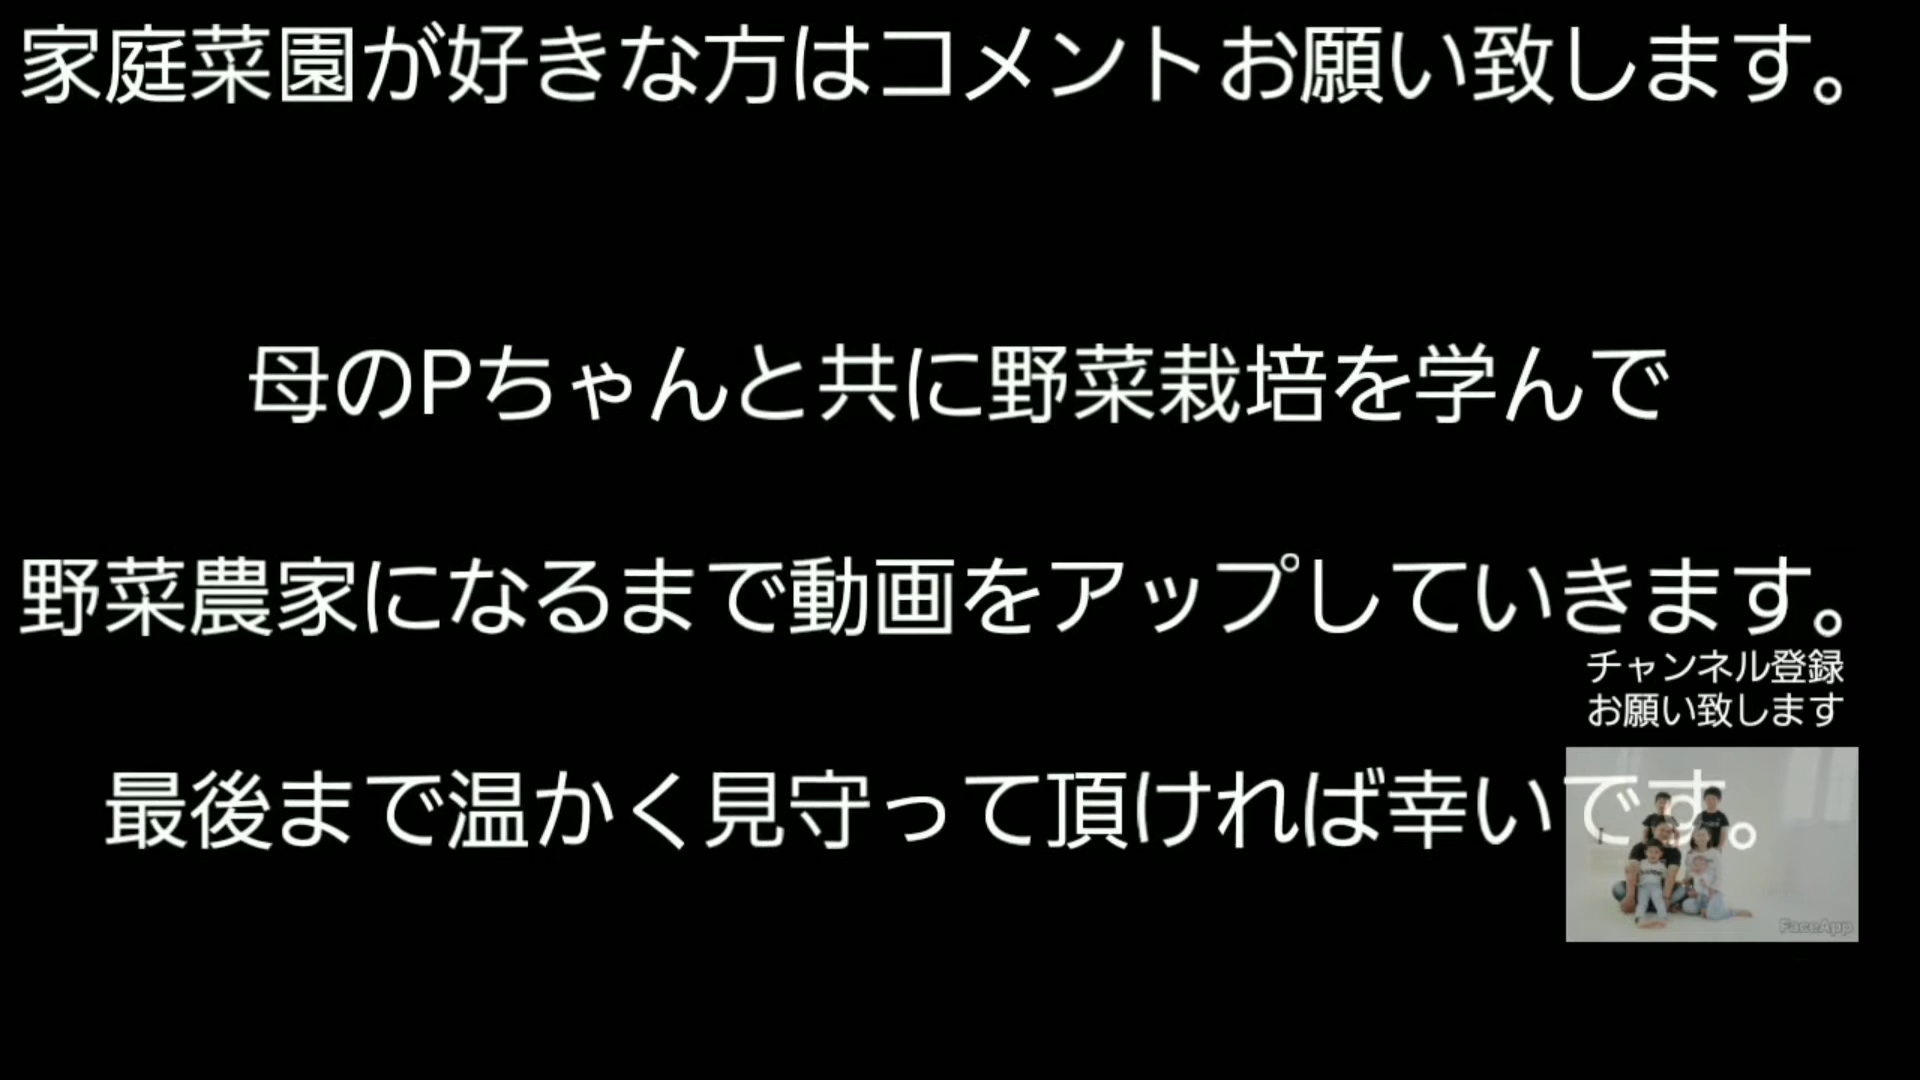 家庭菜園が好きな方はコメントお願い致します。
母のPちゃんと共に野菜栽培を学んで
野菜農家になるまで動画をアップしていきます。
チャンネル登録
お願い致します
最後まで温かく見守って頂ければ幸いです。
FaceApp